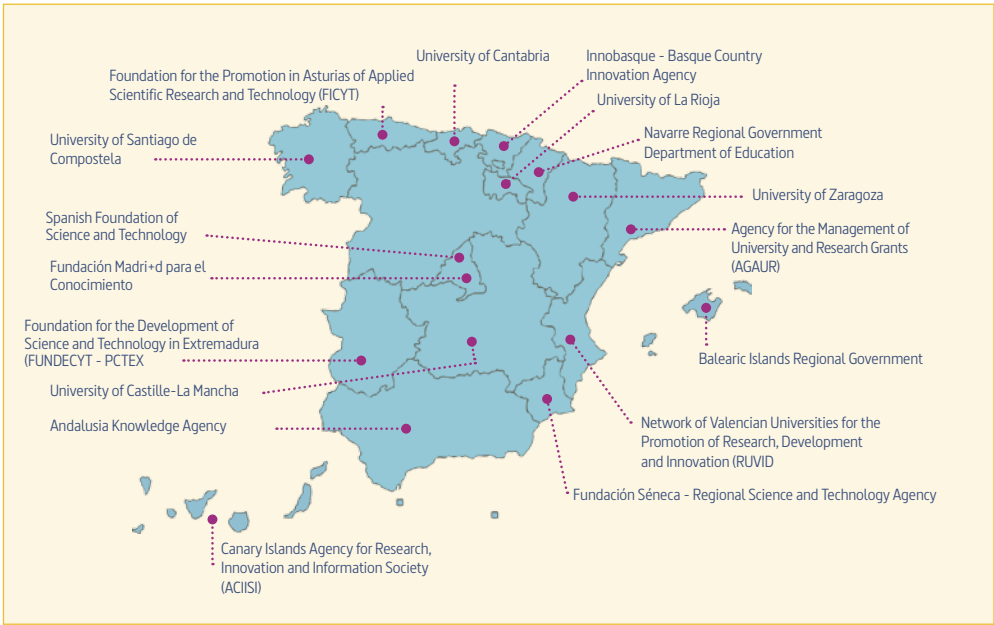 University of Cantabria
Innobasque - Basque Country
Innovation Agency
Foundation for the Promotion in Asturias of Applied
Scientific Research and Technology (FICYT)
University of La Rioja
University of Santiago de
Compostela
Navarre Regional Government
Department of Education
University of Zaragoza
Spanish Foundation of
Science and Technology
Agency for the Management of
University and Research Grants
(AGAUR)
Fundación Madri+d para el
Conocimiento
Foundation for the Development of
Science and Technology in Extremadura
(FUNDECYT - PCTEX
Balearic Islands Regional Government
University of Castille-La Mancha
Andalusia Knowledge Agency
Network of Valencian Universities for the
Promotion of Research, Development
and Innovation (RUVID
Fundación Séneca - Regional Science and Technology Agency
Canary Islands Agency for Research,
Innovation and Information Society
(ACIISI)